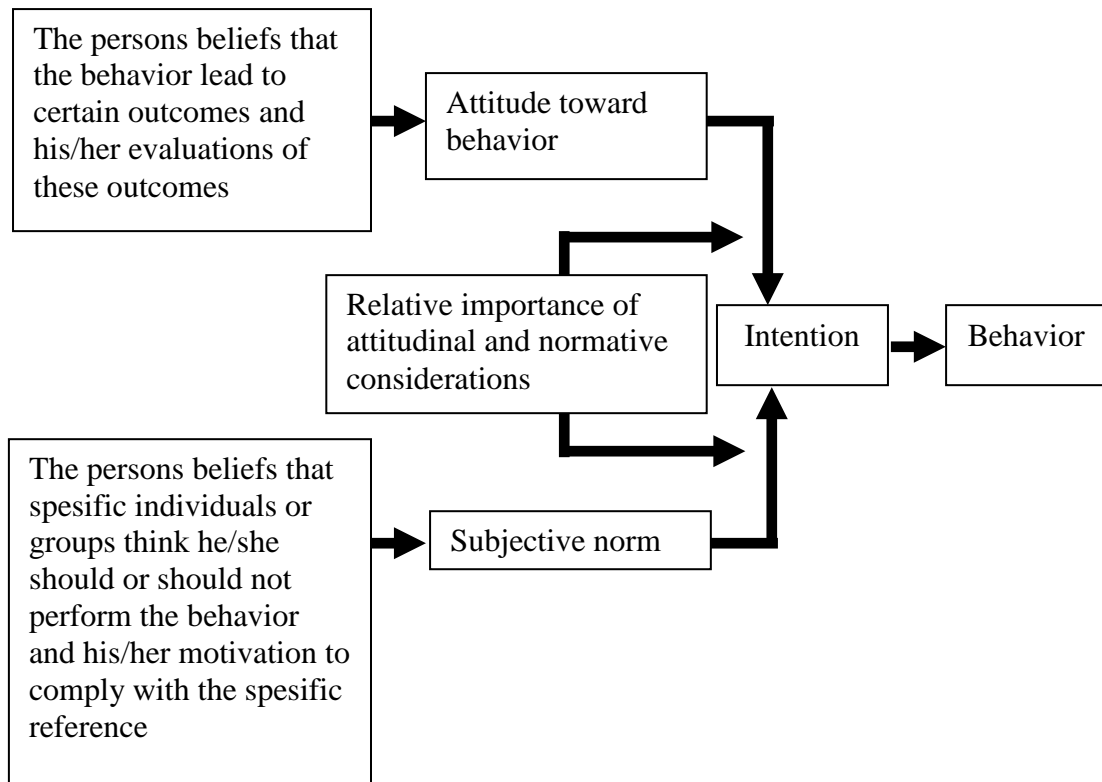 The persons beliefs that
the behavior lead to
certain outcomes and
his/her evaluations of
these outcomes
Attitude toward
behavior
Relative importance of
attitudinal and normative
considerations
Intention
Behavior
The persons beliefs that
spesific individuals or
groups think he/she
should or should not
perform the behavior
and his/her motivation to
comply with the spesific
reference
Subjective norm